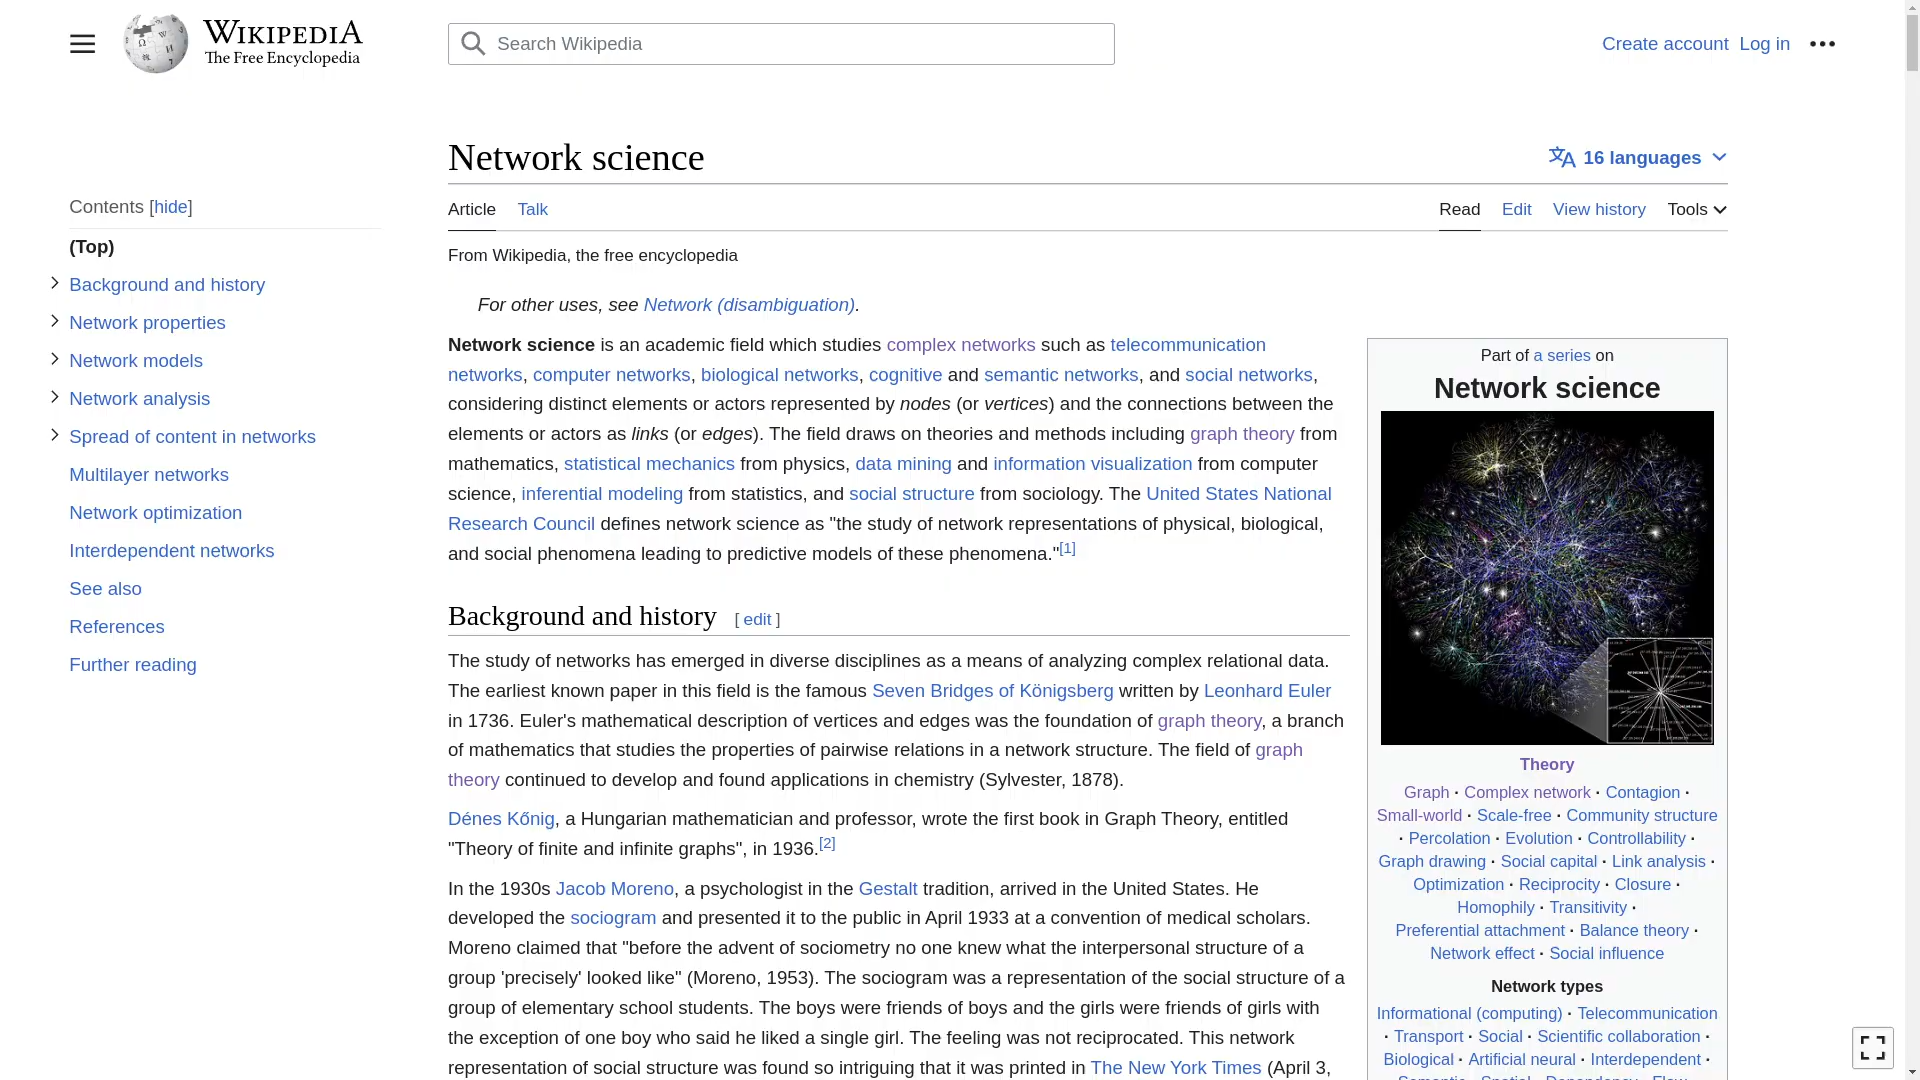 WIKIPEDIA
The Free Encyclopedia
Search Wikipedia
Create account Log in
Contents [hide]
(Top)
Background and history
Network properties
Network models
Network analysis
Spread of content in networks
Multilayer networks
Network optimization
Interdependent networks
See also
References
Further reading
Network science
16 languages
Article Talk
Read Edit View history Tools
From Wikipedia, the free encyclopedia
For other uses, see Network (disambiguation).
Network science is an academic field which studies complex networks such as telecommunication
networks, computer networks, biological networks, cognitive and semantic networks, and social networks,
considering distinct elements or actors represented by nodes (or vertices) and the connections between the
elements or actors as links (or edges). The field draws on theories and methods including graph theory from
mathematics, statistical mechanics from physics, data mining and information visualization from computer
science, inferential modeling from statistics, and social structure from sociology. The United States National
Research Council defines network science as "the study of network representations of physical, biological,
and social phenomena leading to predictive models of these phenomena."[1]
Background and history [ edit ]
The study of networks has emerged in diverse disciplines as a means of analyzing complex relational data.
The earliest known paper in this field is the famous Seven Bridges of Königsberg written by Leonhard Euler
in 1736. Euler's mathematical description of vertices and edges was the foundation of graph theory, a branch
of mathematics that studies the properties of pairwise relations in a network structure. The field of graph
theory continued to develop and found applications in chemistry (Sylvester, 1878).
Dénes Kőnig, a Hungarian mathematician and professor, wrote the first book in Graph Theory, entitled
"Theory of finite and infinite graphs", in 1936.[2]
In the 1930s Jacob Moreno, a psychologist in the Gestalt tradition, arrived in the United States. He
developed the sociogram and presented it to the public in April 1933 at a convention of medical scholars.
Moreno claimed that "before the advent of sociometry no one knew what the interpersonal structure of a
group 'precisely' looked like" (Moreno, 1953). The sociogram was a representation of the social structure of a
group of elementary school students. The boys were friends of boys and the girls were friends of girls with
the exception of one boy who said he liked a single girl. The feeling was not reciprocated. This network
representation of social structure was found so intriguing that it was printed in The New York Times (April 3,
Part of a series on
Network science
Theory
Graph · Complex network · Contagion ·
Small-world · Scale-free · Community structure
· Percolation · Evolution · Controllability ·
Graph drawing · Social capital · Link analysis ·
Optimization · Reciprocity · Closure ·
Homophily · Transitivity ·
Preferential attachment · Balance theory ·
Network effect · Social influence
Network types
Informational (computing) · Telecommunication
· Transport · Social · Scientific collaboration ·
Biological · Artificial neural · Interdependent ·
Semantic · Spatial · Dependency · Flow